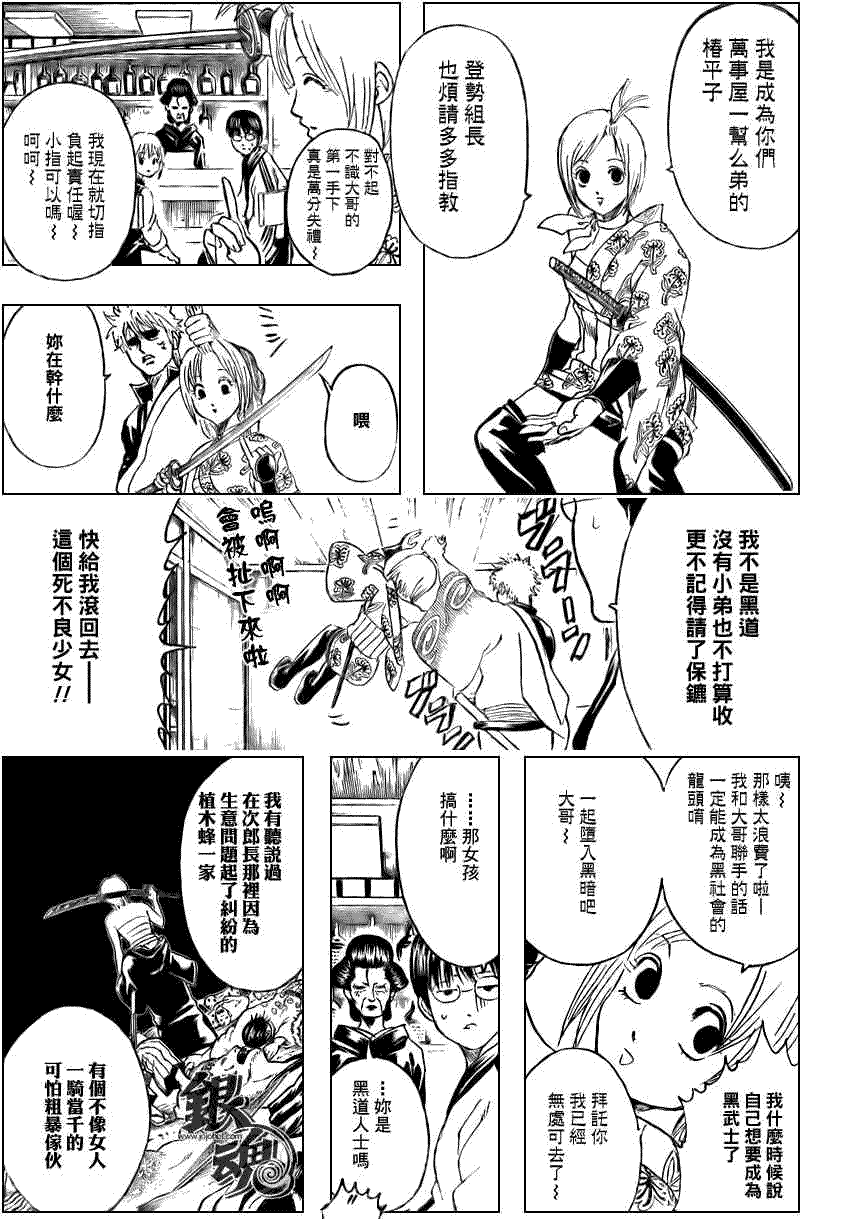 我是成為你們
萬事屋一幫么弟的
椿平子
登勢組長
也煩請多多指教
對不起
不識大哥的
第一手下
真是萬分失禮~
我現在就切指
負起責任喔~
小指可以嗎~
呵呵~
喂
妳在幹什麼
我不是黑道
沒有小弟也不打算收
更不記得請了保鑣
嗚啊啊啊
會被扯下來啦
快給我滾回去——
這個死不良少女!!
咦~
那樣太浪費了啦—
我和大哥聯手的話
一定能成為黑社會的
龍頭唷
一起墮入黑暗吧
大哥~
我什麼時候說
自己想要成為
黑武士了
拜託你
我已經
無處可去了~
……那女孩
搞什麼啊
…妳是
黑道人士嗎
我有聽說過
在次郎長那裡因為
生意問題起了糾紛的
植木蜂一家
有個不像女人
一騎當千的
可怕粗暴傢伙
銀魂